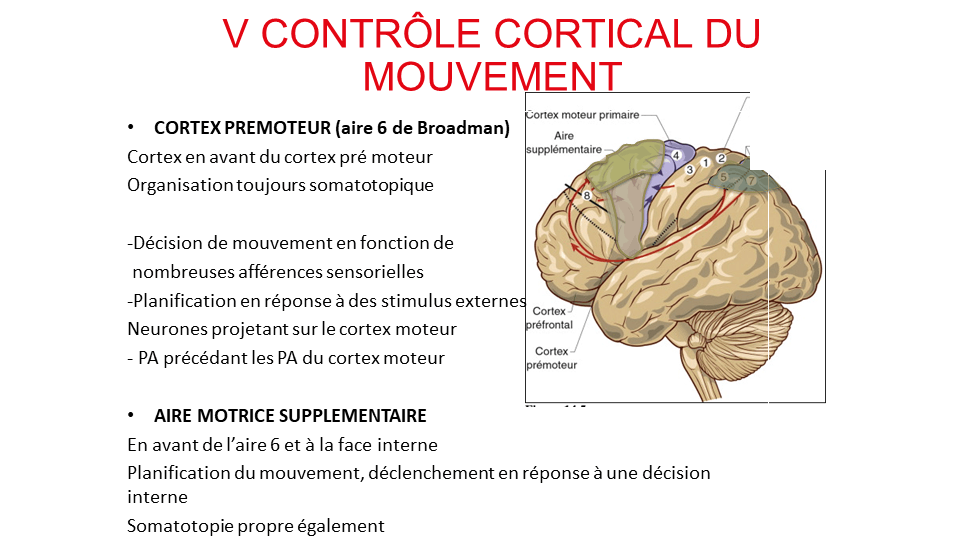 V CONTRÔLE CORTICAL DU
MOUVEMENT
• CORTEX PREMOTEUR (aire 6 de Broadman)
Cortex en avant du cortex pré moteur
Organisation toujours somatotopique
-Décision de mouvement en fonction de
nombreuses afférences sensorielles
-Planification en réponse à des stimulus externes
Neurones projetant sur le cortex moteur
- PA précédant les PA du cortex moteur
• AIRE MOTRICE SUPPLEMENTAIRE
En avant de l’aire 6 et à la face interne
Planification du mouvement, déclenchement en réponse à une décision
interne
Somatotopie propre également
Cortex moteur primaire
Aire
supplémentaire
4
3
1
2
5
7
8
Cortex
préfrontal
Cortex
prémoteur